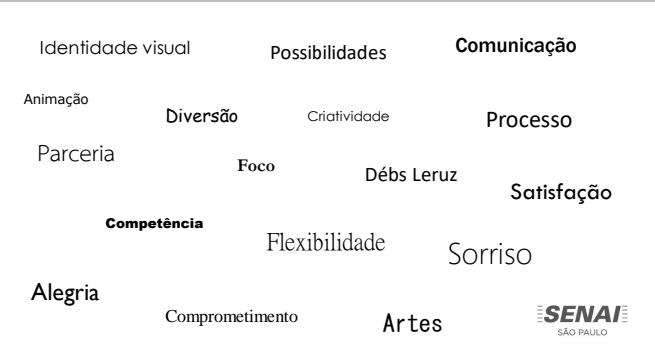 Identidade visual
Possibilidades
Comunicação
Animação
Diversão
Criatividade
Processo
Parceria
Foco
Débs Leruz
Satisfação
Competência
Flexibilidade
Sorriso
Alegria
Comprometimento
Artes
SENAI
SÃO PAULO